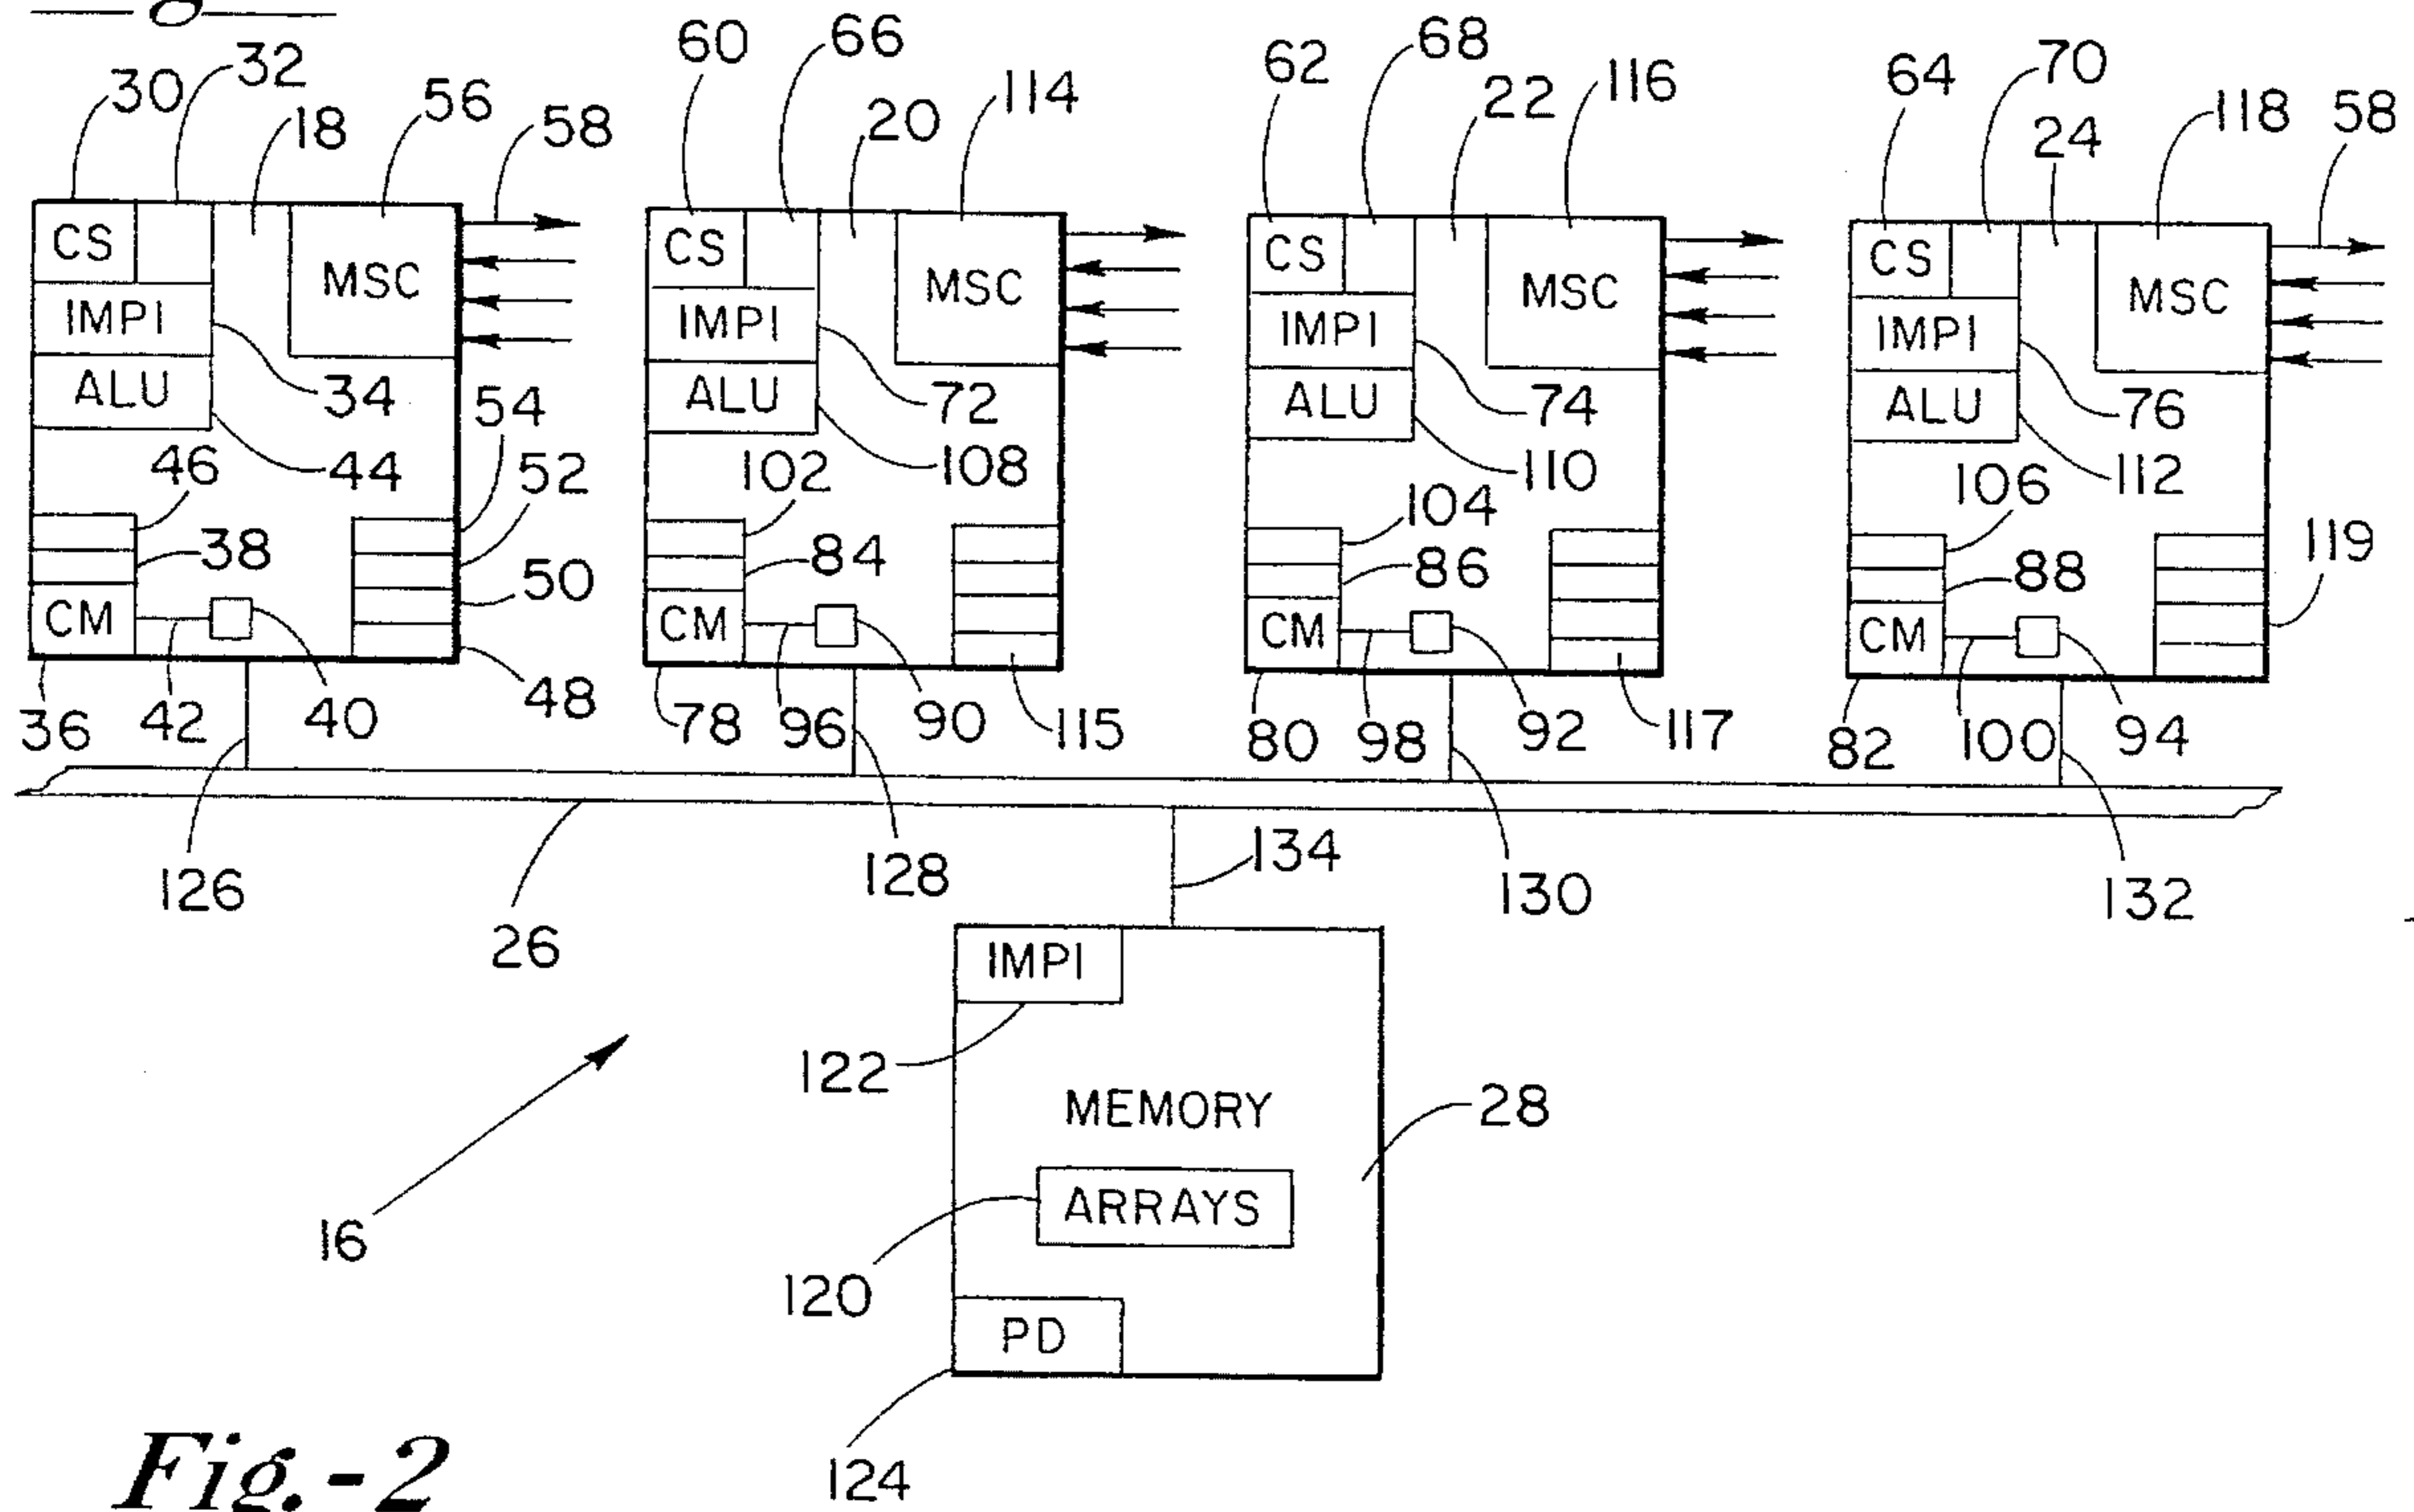 60 66 62 68 64 70
30 32 18 56 58 20 114 22 116 24 118 58
CS CS CS CS
MSC MSC MSC MSC
IMPI IMPI IMPI IMPI
ALU ALU ALU ALU
34 72 74 76
54
46 44 52 102 108 104 110 106 112
38 50 84 86 88 119
CM CM CM CM
36 42 40 48 78 96 90 115 80 98 92 117 82 100 94
126 128 134 130 132
26
IMPI
122
MEMORY 28
16
ARRAYS
120
PD
124
Fig.-2